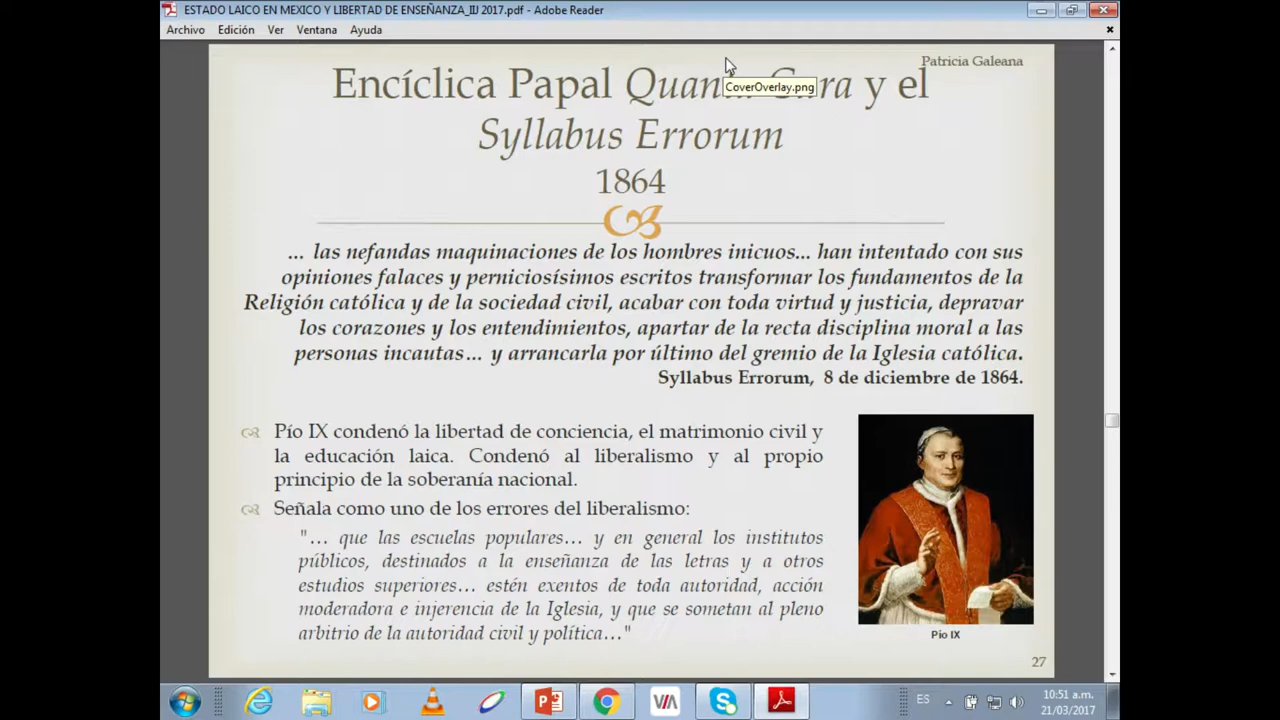 ESTADO LAICO EN MEXICO Y LIBERTAD DE ENSEÑANZA_IIJ 2017.pdf - Adobe Reader
Archivo Edición Ver Ventana Ayuda
Patricia Galeana
Encíclica Papal Quanta Cura y el
CoverOverlay.png
Syllabus Errorum
1864
... las nefandas maquinaciones de los hombres inicuos... han intentado con sus
opiniones falaces y perniciosísimos escritos transformar los fundamentos de la
Religión católica y de la sociedad civil, acabar con toda virtud y justicia, depravar
los corazones y los entendimientos, apartar de la recta disciplina moral a las
personas incautas... y arrancarla por último del gremio de la Iglesia católica.
Syllabus Errorum, 8 de diciembre de 1864.
Pío IX condenó la libertad de conciencia, el matrimonio civil y
la educación laica. Condenó al liberalismo y al propio
principio de la soberanía nacional.
Señala como uno de los errores del liberalismo:
"... que las escuelas populares... y en general los institutos
públicos, destinados a la enseñanza de las letras y a otros
estudios superiores... estén exentos de toda autoridad, acción
moderadora e injerencia de la Iglesia, y que se sometan al pleno
arbitrio de la autoridad civil y política..."
Pío IX
27
VIA
ES
10:51 a.m.
21/03/2017